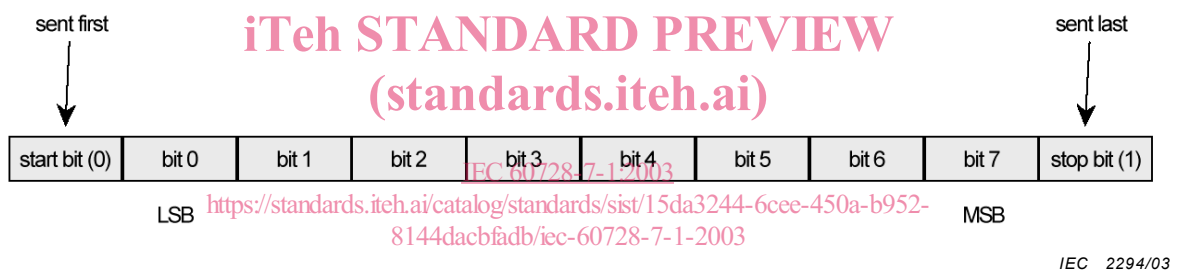 sent first
iTeh STANDARD PREVIEW
sent last
(standards.iteh.ai)
start bit (0) bit 0 bit 1 bit 2 bit 3 bit 4 bit 5 bit 6 bit 7 stop bit (1)
IEC 60728-7-1:2003
LSB https://standards.iteh.ai/catalog/standards/sist/15da3244-6cee-450a-b952- MSB
8144dacbfadb/iec-60728-7-1-2003
IEC 2294/03